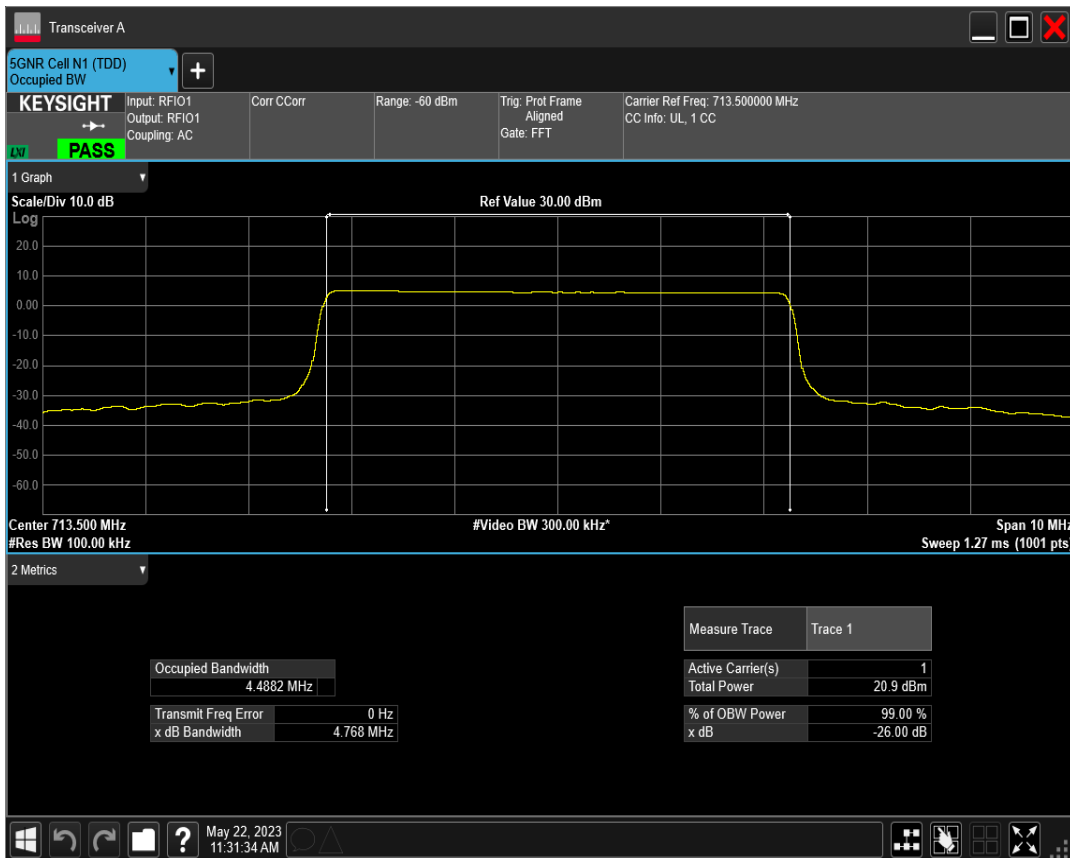 Transceiver A
5GNR Cell N1 (TDD)
Occupied BW
+
KEYSIGHT
LXI
PASS
Input: RFIO1
Output: RFIO1
Coupling: AC
Corr CCorr
Range: -60 dBm
Trig: Prot Frame
Aligned
Gate: FFT
Carrier Ref Freq: 713.500000 MHz
CC Info: UL, 1 CC
1 Graph
Scale/Div 10.0 dB
Ref Value 30.00 dBm
Log
20.0
10.0
0.00
-10.0
-20.0
-30.0
-40.0
-50.0
-60.0
Center 713.500 MHz
#Video BW 300.00 kHz*
Span 10 MHz
#Res BW 100.00 kHz
Sweep 1.27 ms (1001 pts)
2 Metrics
Measure Trace Trace 1
Occupied Bandwidth
4.4882 MHz
Active Carrier(s) 1
Total Power 20.9 dBm
Transmit Freq Error 0 Hz
x dB Bandwidth 4.768 MHz
% of OBW Power 99.00 %
x dB -26.00 dB
?
May 22, 2023
11:31:34 AM